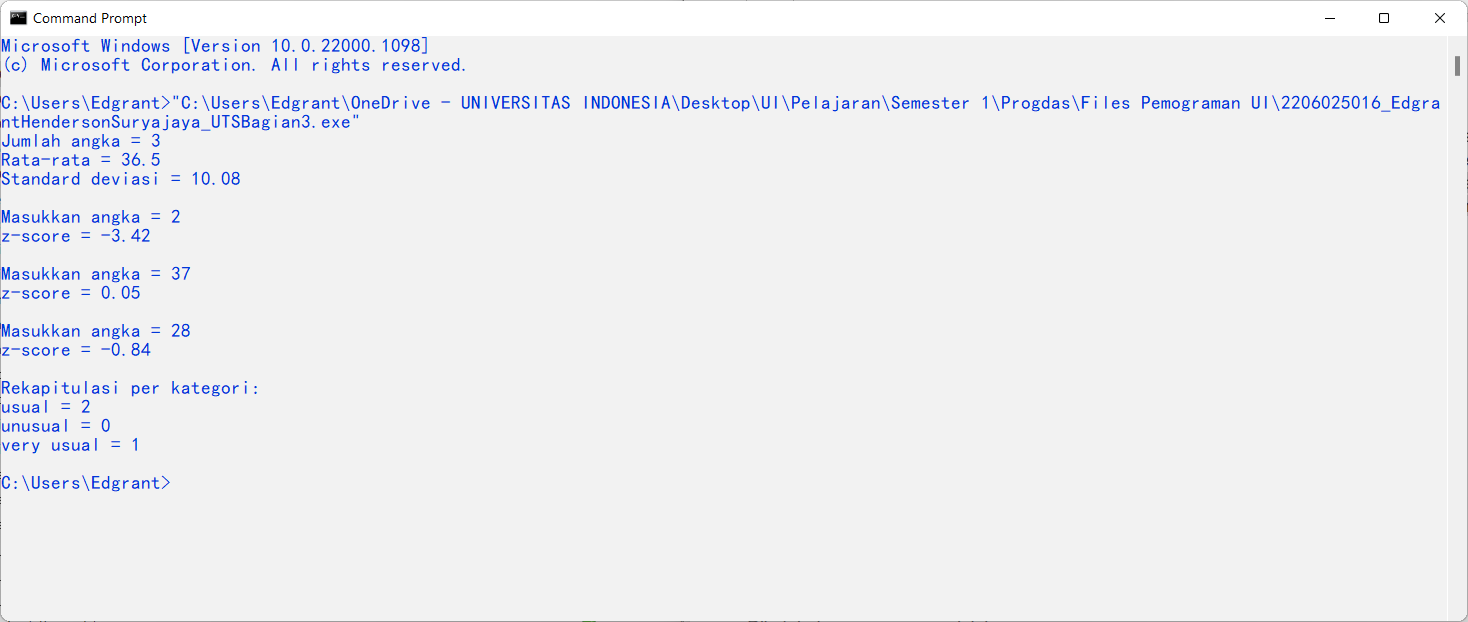 Command Prompt
Microsoft Windows [Version 10.0.22000.1098]
(c) Microsoft Corporation. All rights reserved.
C:\Users\Edgrant>"C:\Users\Edgrant\OneDrive - UNIVERSITAS INDONESIA\Desktop\UI\Pelajaran\Semester 1\Progdas\Files Pemograman UI\2206025016_Edgra
ntHendersonSuryajaya_UTSBagian3.exe"
Jumlah angka = 3
Rata-rata = 36.5
Standard deviasi = 10.08
Masukkan angka = 2
z-score = -3.42
Masukkan angka = 37
z-score = 0.05
Masukkan angka = 28
z-score = -0.84
Rekapitulasi per kategori:
usual = 2
unusual = 0
very usual = 1
C:\Users\Edgrant>